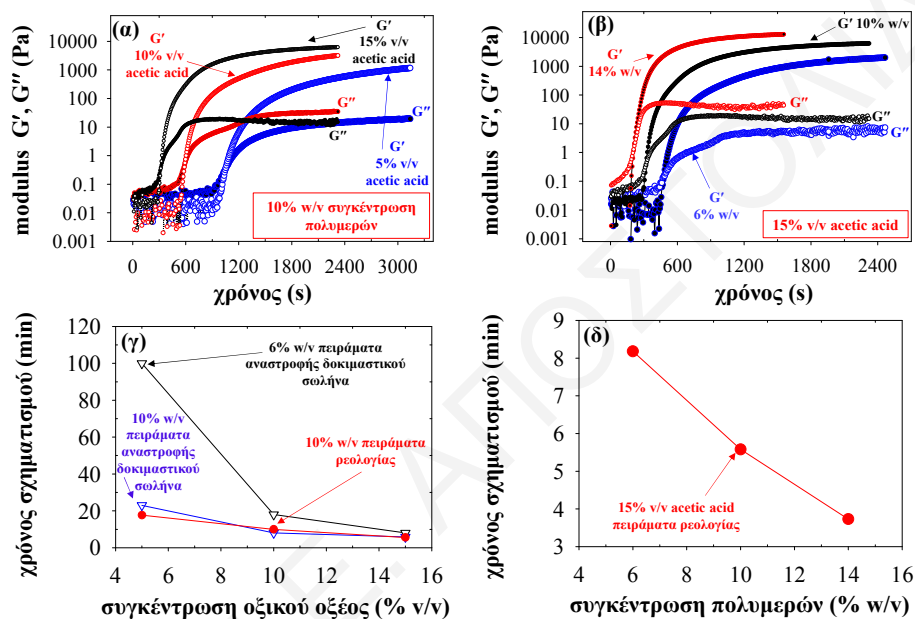 (α)
G′
10% v/v
acetic acid
G′
15% v/v
acetic acid
G″
G″
G″
G′
5% v/v
acetic acid
10% w/v συγκέντρωση
πολυμερών
modulus G′, G″ (Pa)
10000
1000
100
10
1
0.1
0.01
0.001
0 600 1200 1800 2400 3000
χρόνος (s)
(β)
G′ 10% w/v
G′
14% w/v
G″
G″
G″
G′
6% w/v
15% v/v acetic acid
modulus G′, G″ (Pa)
10000
1000
100
10
1
0.1
0.01
0.001
0 600 1200 1800 2400
χρόνος (s)
(γ)
6% w/v πειράματα
αναστροφής δοκιμαστικού
σωλήνα
10% w/v
πειράματα
αναστροφής
δοκιμαστικού
σωλήνα
10% w/v πειράματα
ρεολογίας
χρόνος σχηματισμού (min)
120
100
80
60
40
20
0
4 6 8 10 12 14 16
συγκέντρωση οξικού οξέος (% v/v)
(δ)
15% v/v acetic acid
πειράματα ρεολογίας
χρόνος σχηματισμού (min)
9
8
7
6
5
4
3
4 6 8 10 12 14 16
συγκέντρωση πολυμερών (% w/v)
Ε. ΑΠΟΣΤΟΛΙΔ